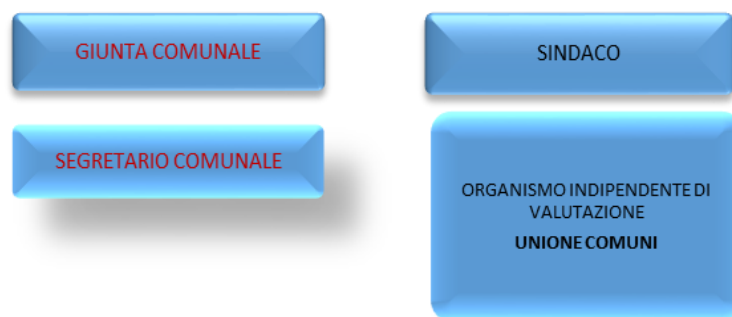 GIUNTA COMUNALE
SINDACO
SEGRETARIO COMUNALE
ORGANISMO INDIPENDENTE DI
VALUTAZIONE
UNIONE COMUNI